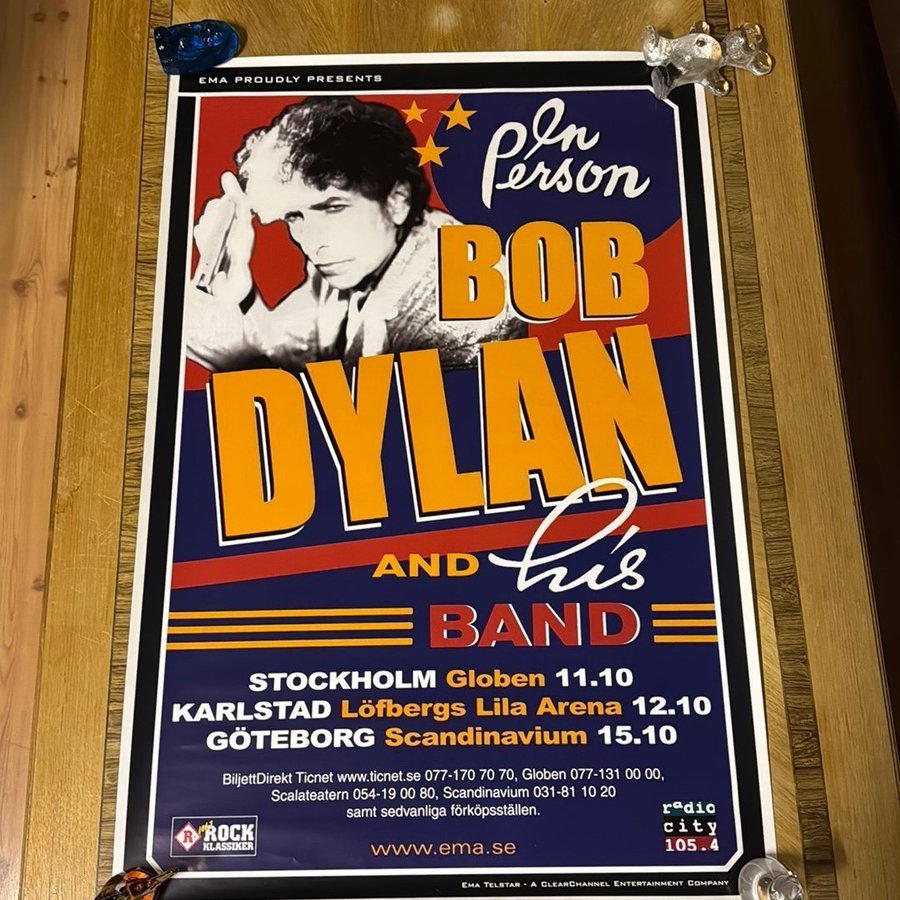 EMA PROUDLY PRESENTS
In
Person
BOB
DYLAN
AND his
BAND
STOCKHOLM Globen 11.10
KARLSTAD Löfbergs Lila Arena 12.10
GÖTEBORG Scandinavium 15.10
BiljettDirekt Ticnet www.ticnet.se 077-170 70 70, Globen 077-131 00 00,
Scalateatern 054-19 00 80, Scandinavium 031-81 10 20
samt sedvanliga förköpsställen.
R
ROCK
KLASSIKER
www.ema.se
radio
city
105.4
EMA TELSTAR - A CLEARCHANNEL ENTERTAINMENT COMPANY